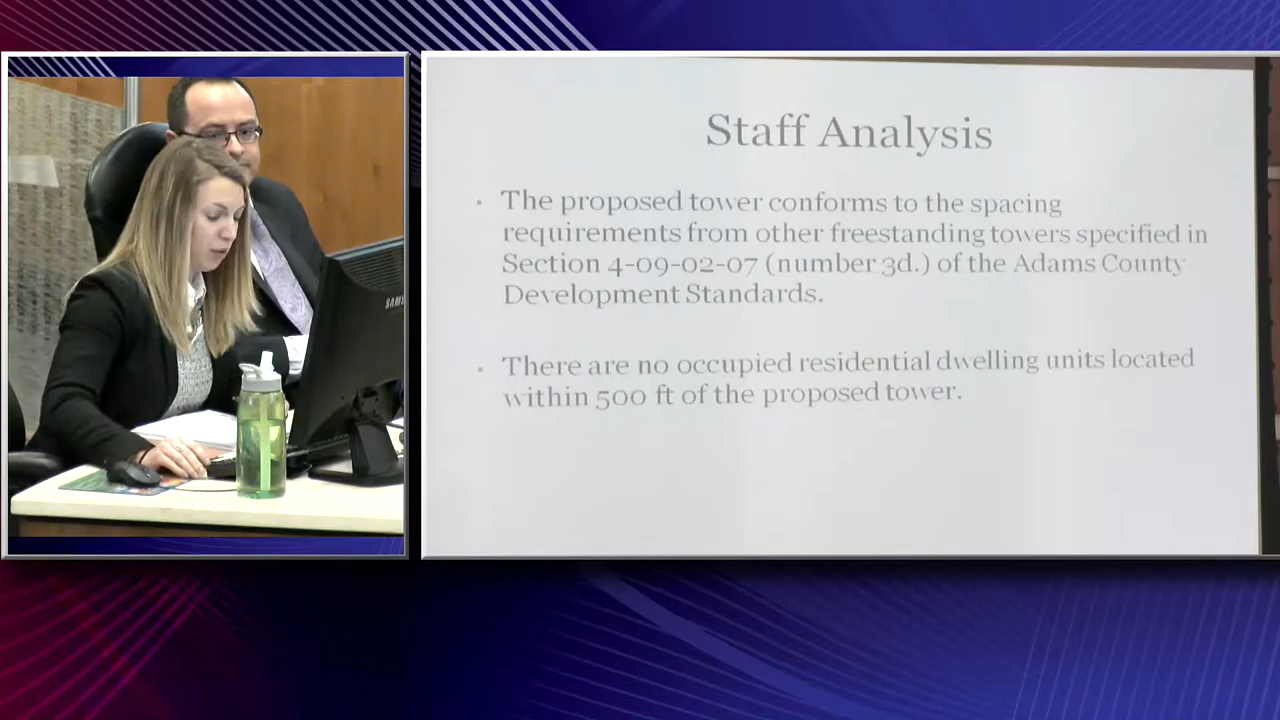 Staff Analysis
• The proposed tower conforms to the spacing
requirements from other freestanding towers specified in
Section 4-09-02-07 (number 3d.) of the Adams County
Development Standards.
• There are no occupied residential dwelling units located
within 500 ft of the proposed tower.
SAMS